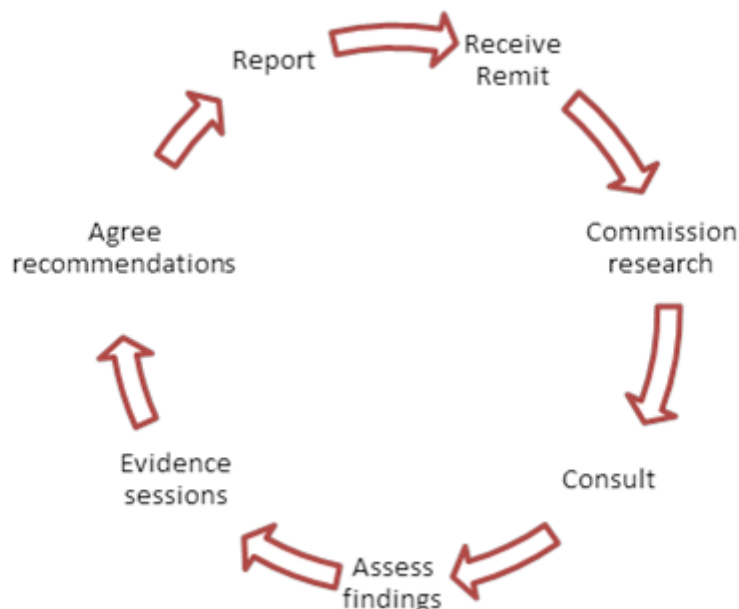 Report
Receive
Remit
Commission
research
Consult
Assess
findings
Evidence
sessions
Agree
recommendations